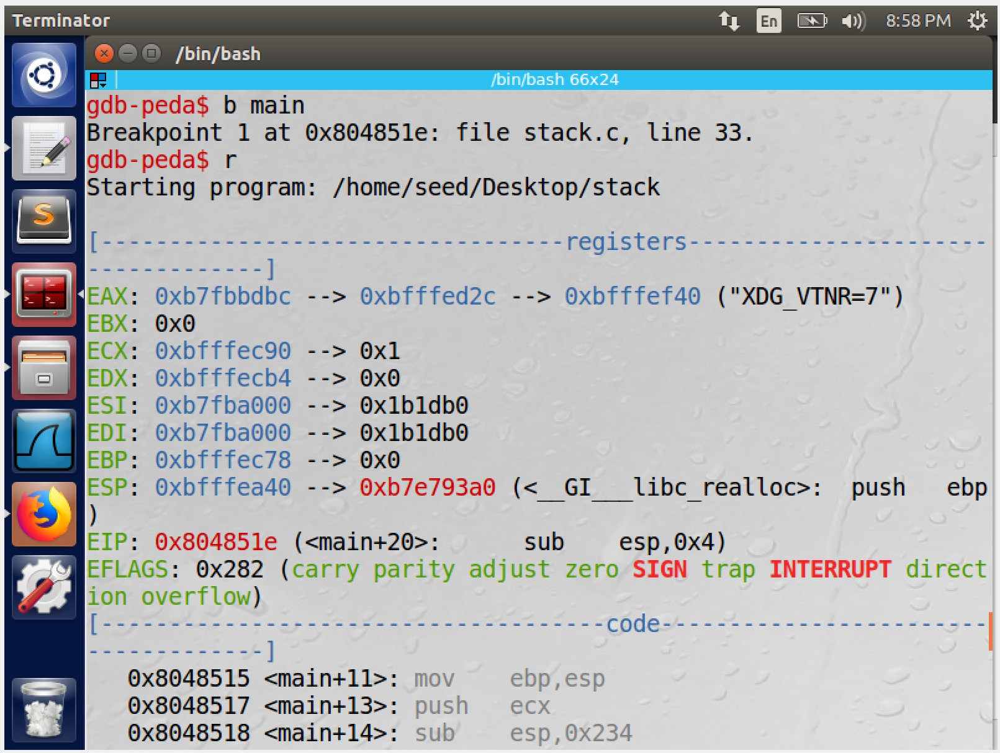 Terminator
En
8:58 PM
/bin/bash
/bin/bash 66x24
gdb-peda$ b main
Breakpoint 1 at 0x804851e: file stack.c, line 33.
gdb-peda$ r
Starting program: /home/seed/Desktop/stack
[----------------------------------registers----------------------
-------------]
EAX: 0xb7fbbdbc --> 0xbfffed2c --> 0xbfffef40 ("XDG_VTNR=7")
EBX: 0x0
ECX: 0xbfffec90 --> 0x1
EDX: 0xbfffecb4 --> 0x0
ESI: 0xb7fba000 --> 0x1b1db0
EDI: 0xb7fba000 --> 0x1b1db0
EBP: 0xbfffec78 --> 0x0
ESP: 0xbfffea40 --> 0xb7e793a0 (<__GI___libc_realloc>:  push   ebp
)
EIP: 0x804851e (<main+20>:      sub    esp,0x4)
EFLAGS: 0x282 (carry parity adjust zero SIGN trap INTERRUPT direct
ion overflow)
[-------------------------------------code------------------------
-------------]
   0x8048515 <main+11>: mov    ebp,esp
   0x8048517 <main+13>: push   ecx
   0x8048518 <main+14>: sub    esp,0x234